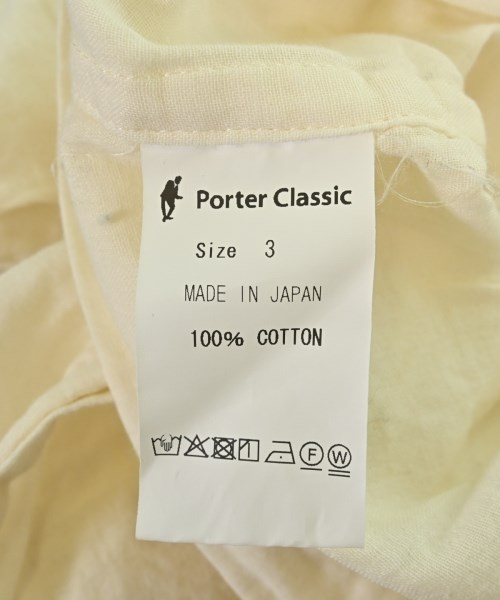 Porter Classic
Size 3
MADE IN JAPAN
100% COTTON
F W